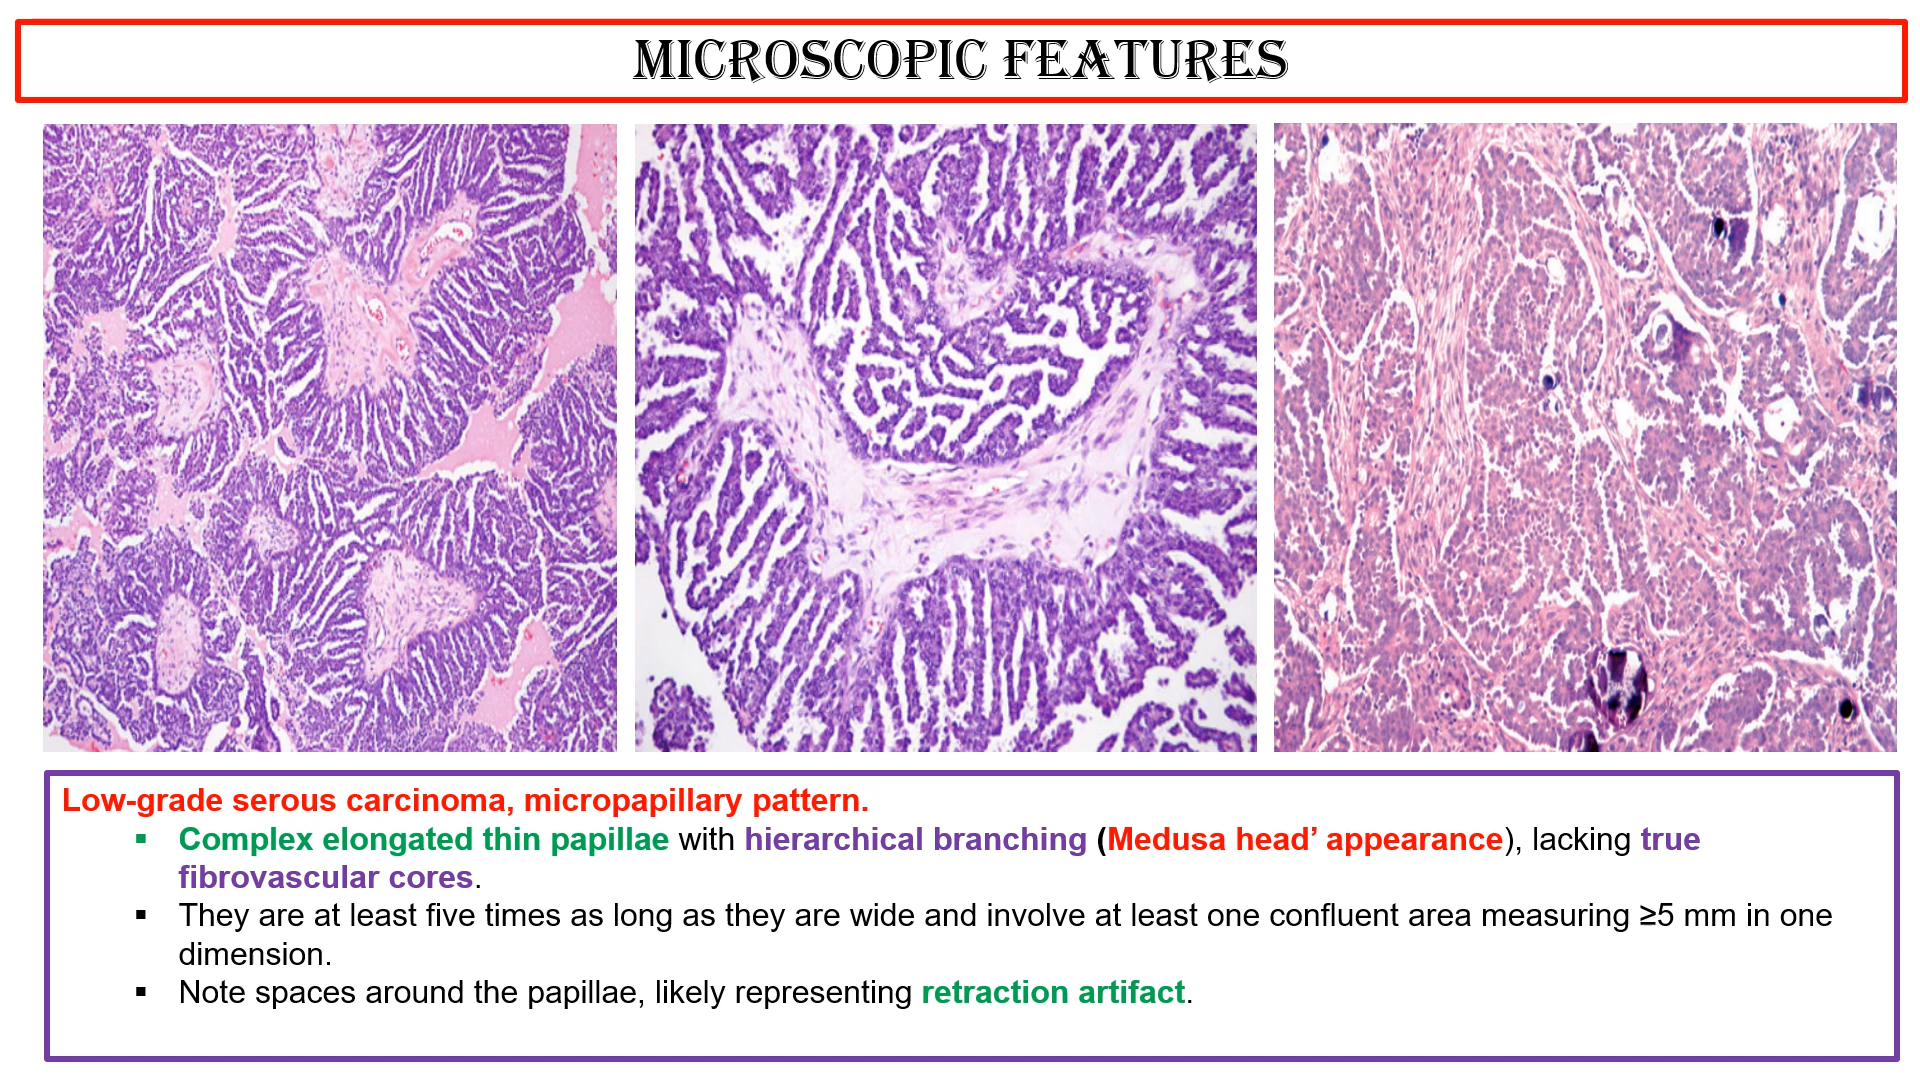 MICROSCOPIC FEATURES
Low-grade serous carcinoma, micropapillary pattern.
▪ Complex elongated thin papillae with hierarchical branching (Medusa head’ appearance), lacking true
fibrovascular cores.
▪ They are at least five times as long as they are wide and involve at least one confluent area measuring ≥5 mm in one
dimension.
▪ Note spaces around the papillae, likely representing retraction artifact.